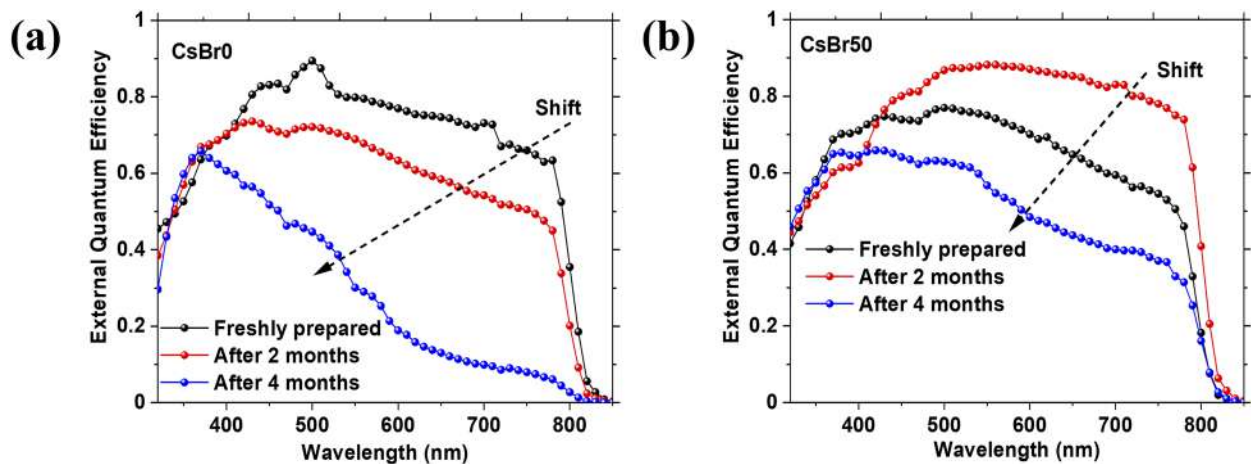 (a)
CsBr0
Shift
Freshly prepared
After 2 months
After 4 months
External Quantum Efficiency
1
0.8
0.6
0.4
0.2
0
400
500
600
700
800
Wavelength (nm)
(b)
CsBr50
Shift
Freshly prepared
After 2 months
After 4 months
External Quantum Efficiency
1
0.8
0.6
0.4
0.2
0
400
500
600
700
800
Wavelength (nm)